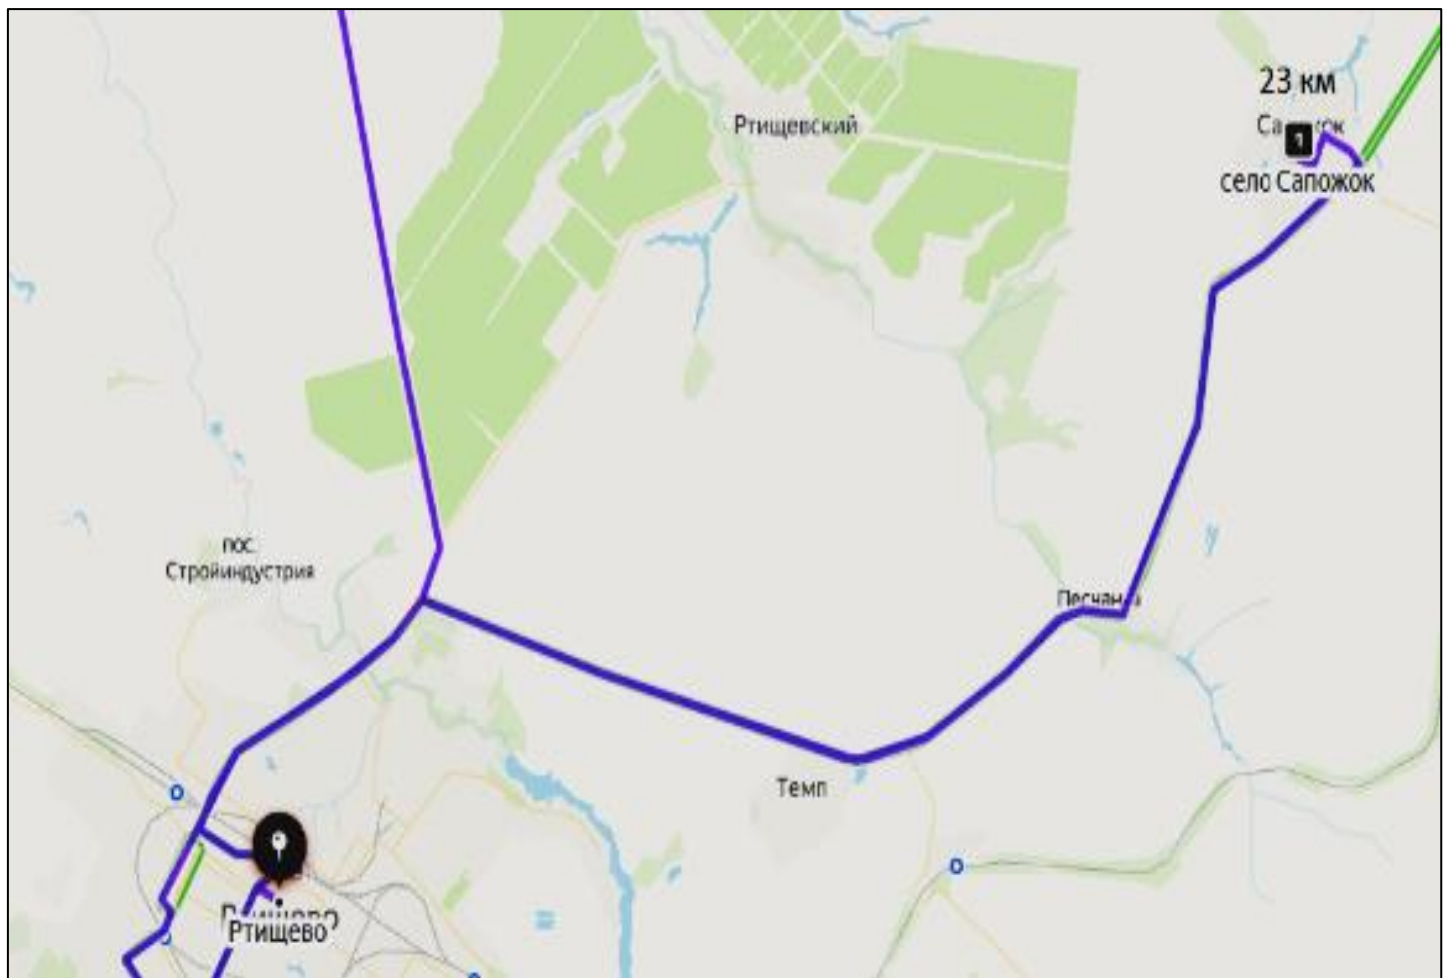 23 км
Ртищевский
село Сапожок
пос.
Стройиндустрия
Темп
Ртищево